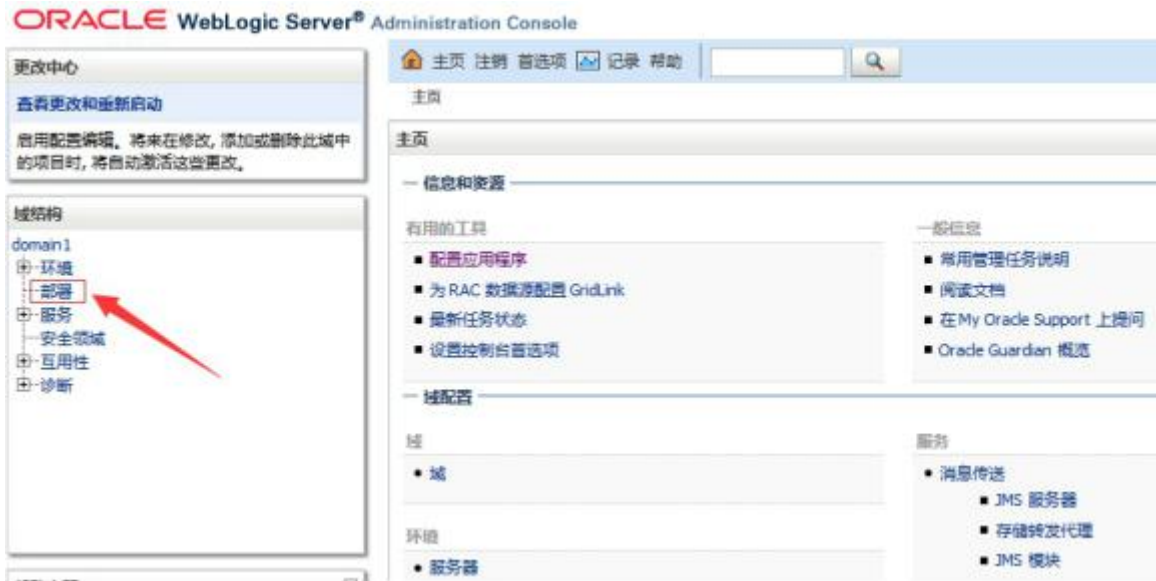 ORACLE WebLogic Server® Administration Console
更改中心
查看更改和重新启动
启用配置编辑。将来在修改, 添加或删除此域中
的项目时, 将自动激活这些更改。
域结构
domain1
环境
部署
服务
安全领域
互用性
诊断
主页 注销 首选项 记录 帮助
主页
主页
信息和资源
有用的工具
配置应用程序
为 RAC 数据源配置 GridLink
最新任务状态
设置控制台首选项
一般信息
常用管理任务说明
阅读文档
在 My Oracle Support 上提问
Oracle Guardian 概览
域配置
域
域
环境
服务器
服务
消息传送
JMS 服务器
存储转发代理
JMS 模块